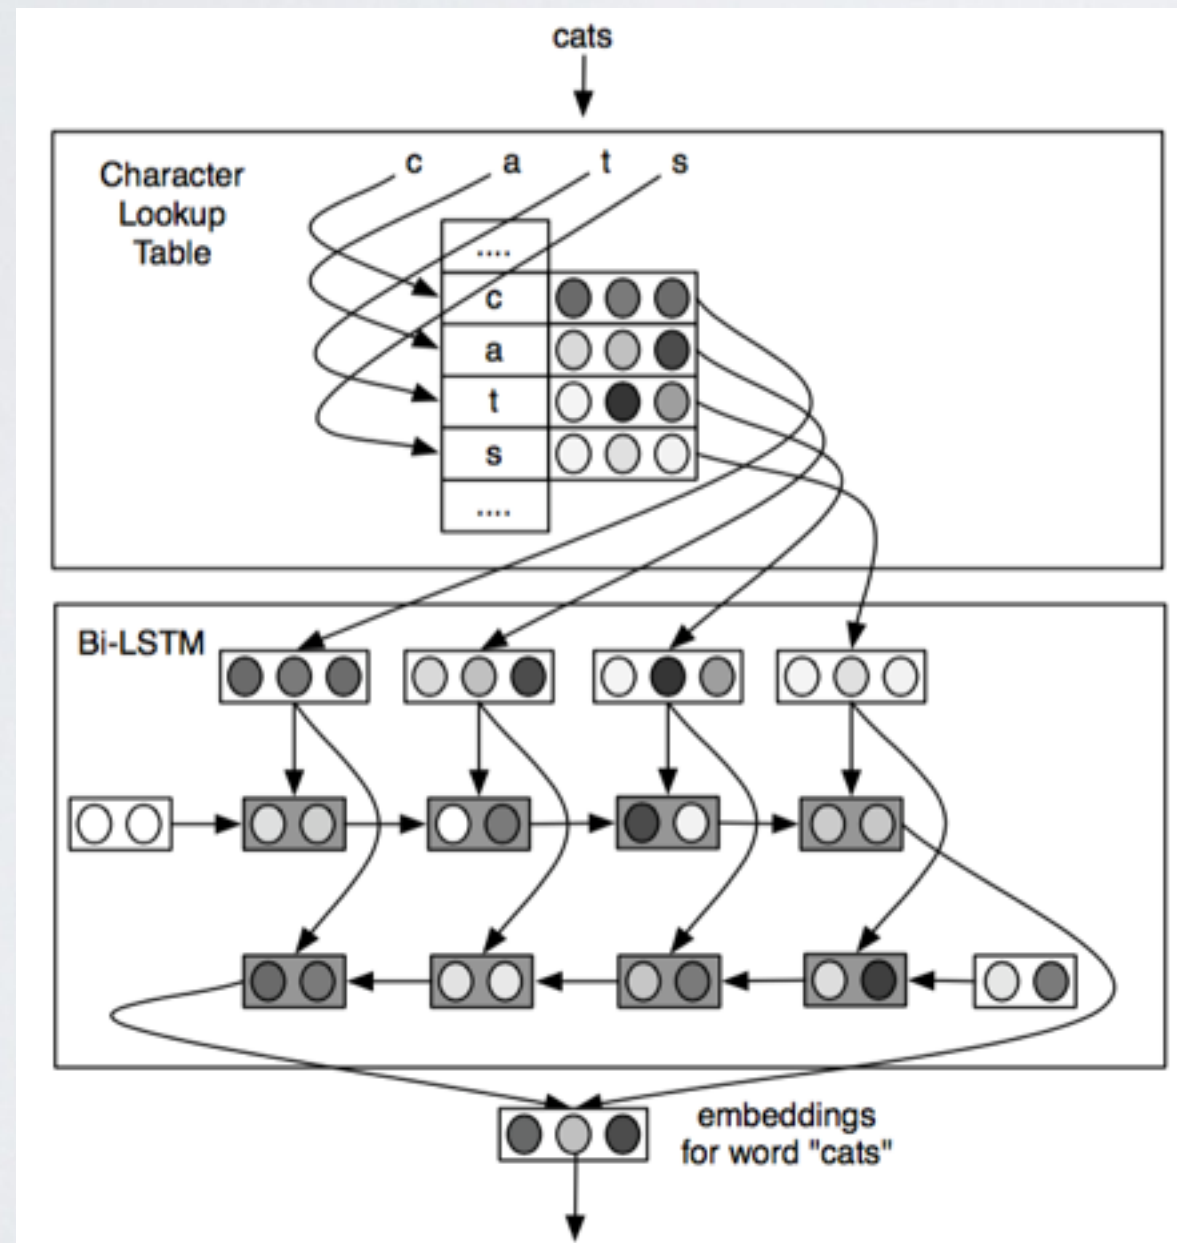 cats
Character
Lookup
Table
c a t s
....
c
a
t
s
....
Bi-LSTM
embeddings
for word "cats"